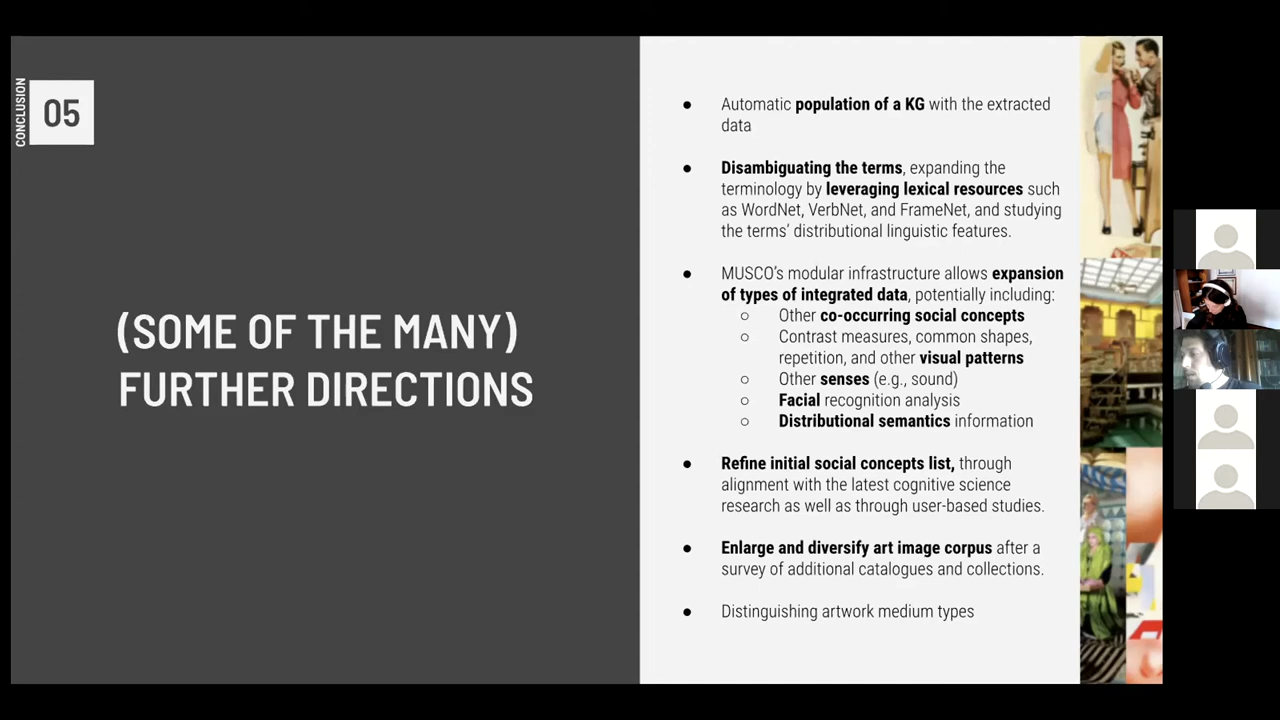 CONCLUSION
05
(SOME OF THE MANY)
FURTHER DIRECTIONS
● Automatic population of a KG with the extracted
data
● Disambiguating the terms, expanding the
terminology by leveraging lexical resources such
as WordNet, VerbNet, and FrameNet, and studying
the terms’ distributional linguistic features.
● MUSCO’s modular infrastructure allows expansion
of types of integrated data, potentially including:
○ Other co-occurring social concepts
○ Contrast measures, common shapes,
repetition, and other visual patterns
○ Other senses (e.g., sound)
○ Facial recognition analysis
○ Distributional semantics information
● Refine initial social concepts list, through
alignment with the latest cognitive science
research as well as through user-based studies.
● Enlarge and diversify art image corpus after a
survey of additional catalogues and collections.
● Distinguishing artwork medium types